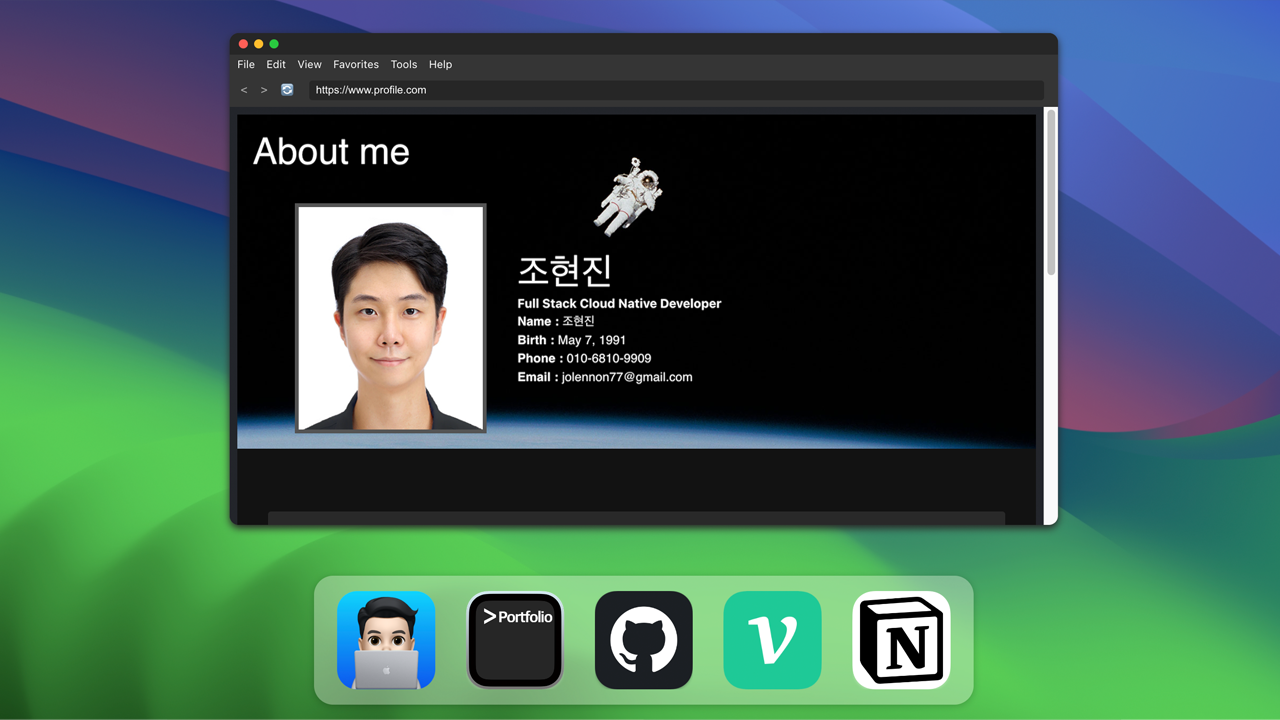 File Edit View Favorites Tools Help
< > https://www.profile.com
About me
조현진
Full Stack Cloud Native Developer
Name : 조현진
Birth : May 7, 1991
Phone : 010-6810-9909
Email : jolennon77@gmail.com
>Portfolio
v
N